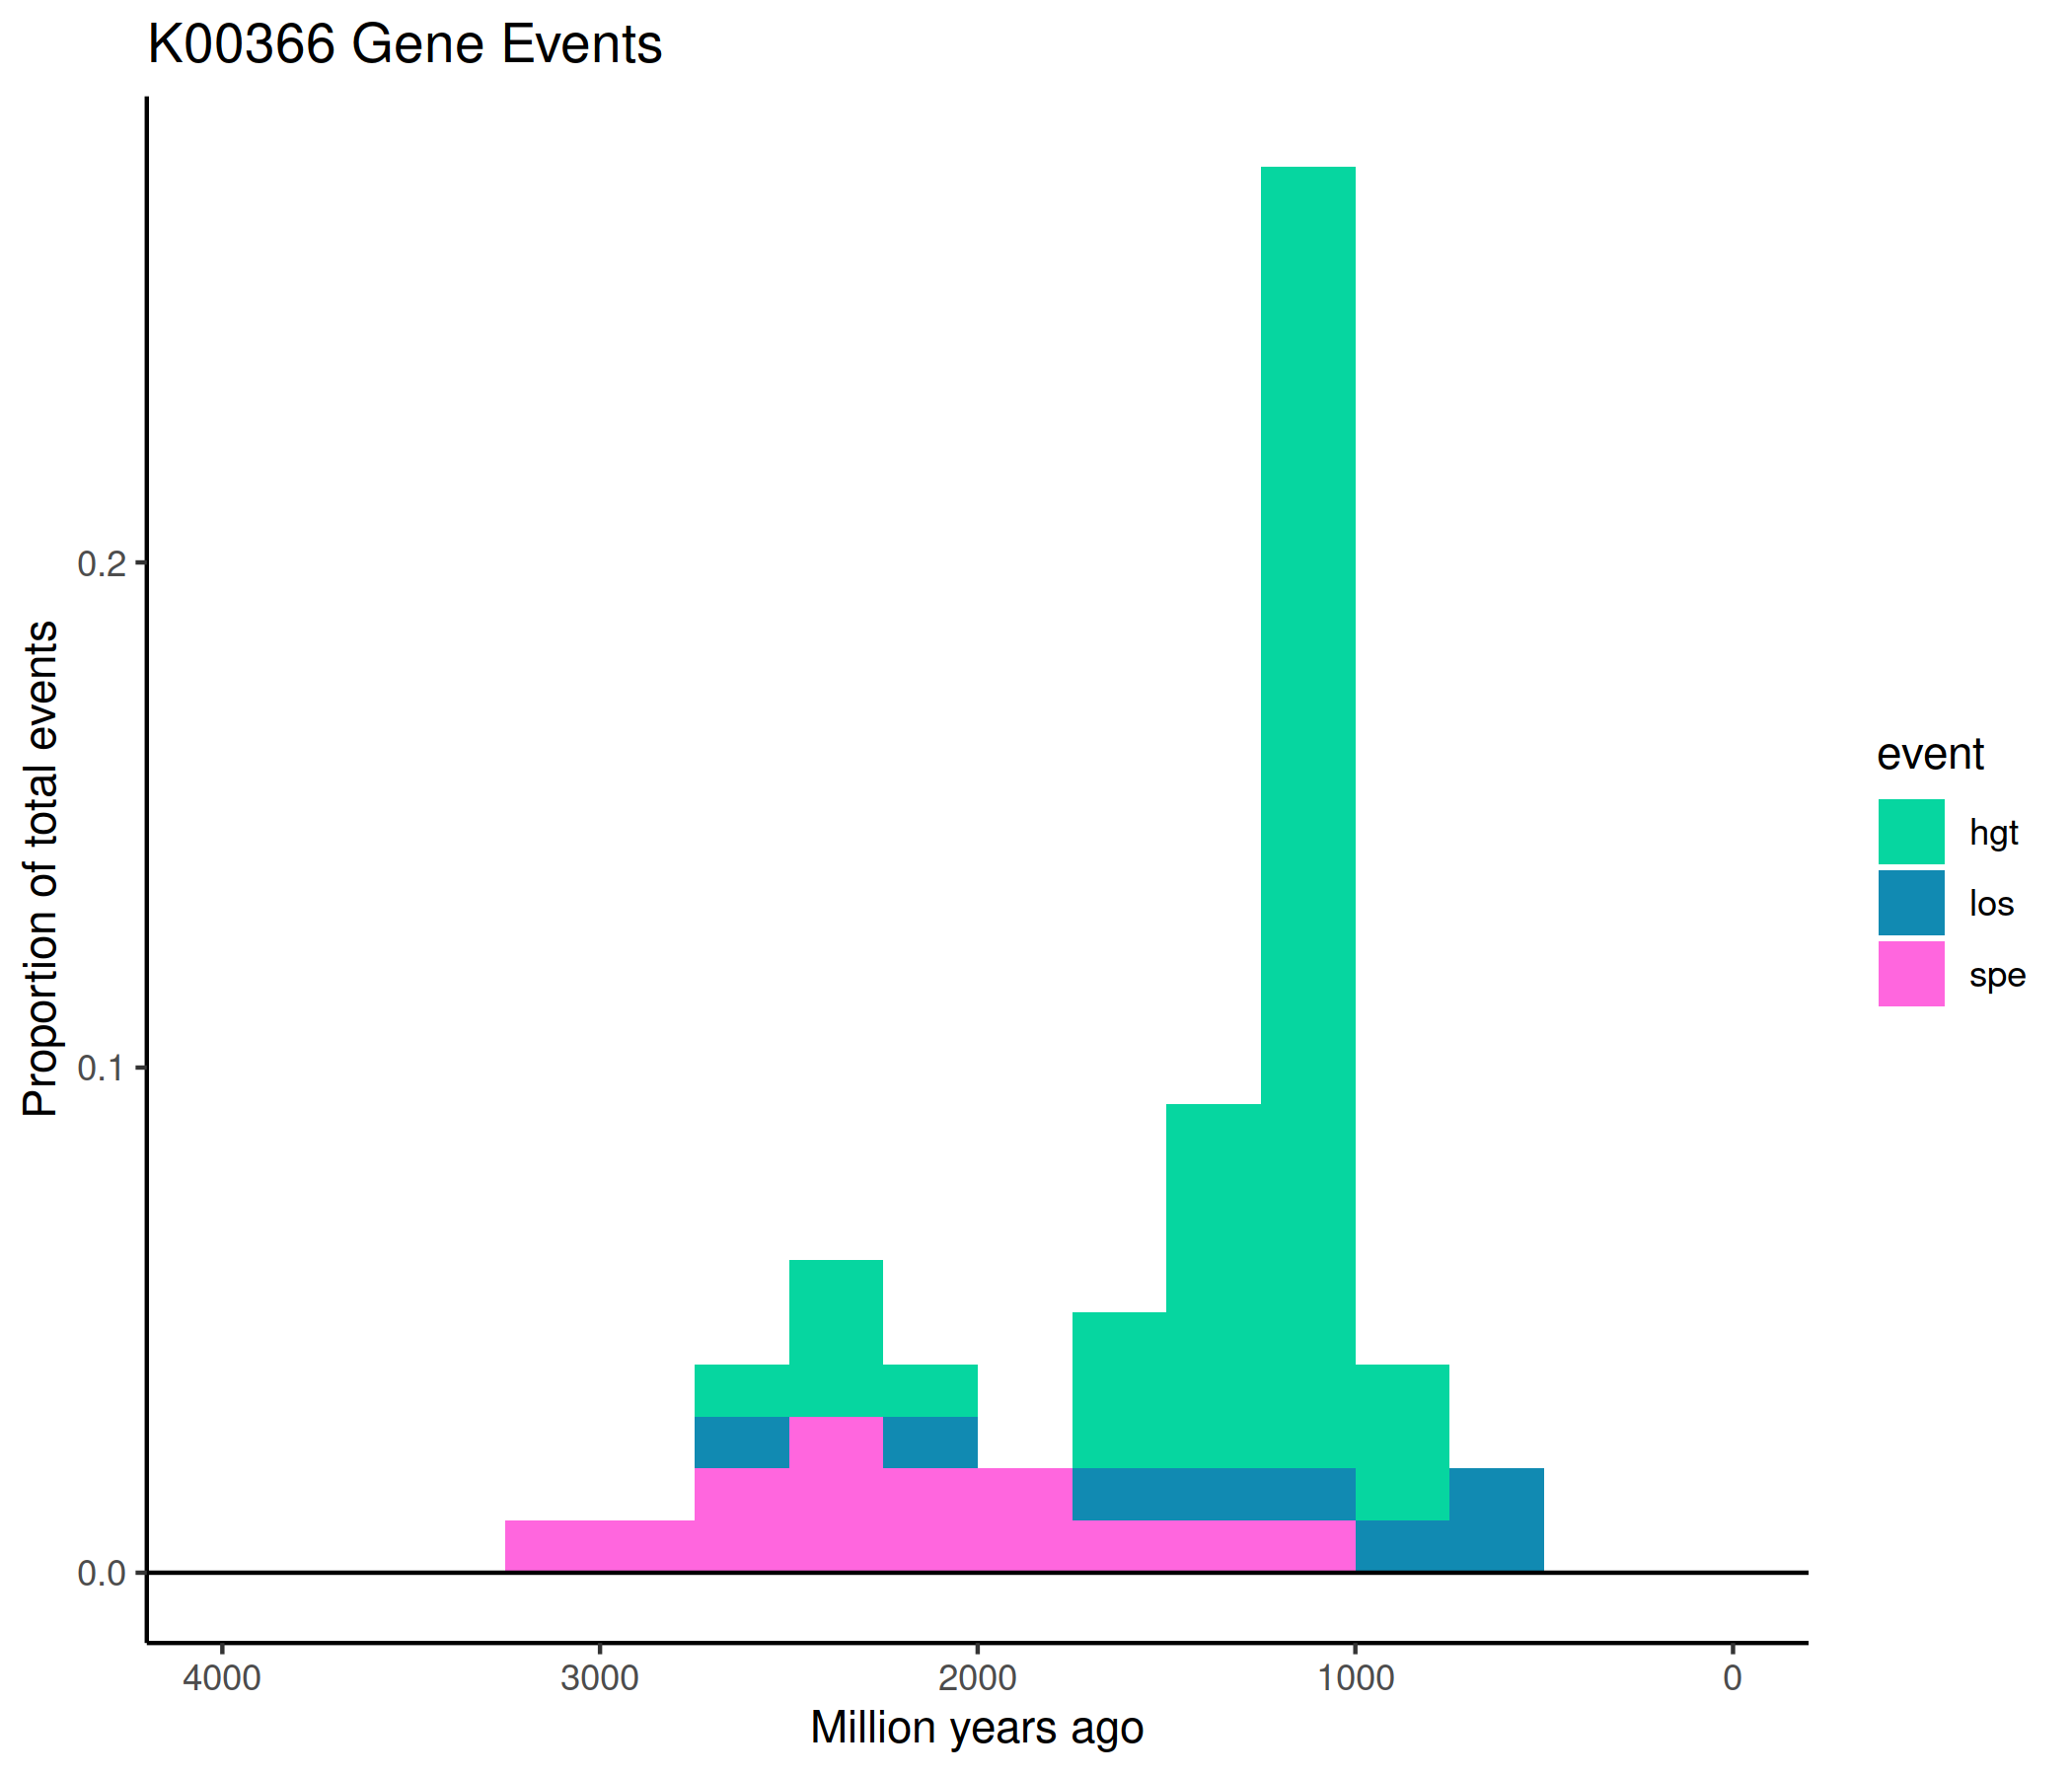 K00366 Gene Events
Proportion of total events
0.2
0.1
0.0
4000 3000 2000 1000 0
Million years ago
event
hgt
los
spe